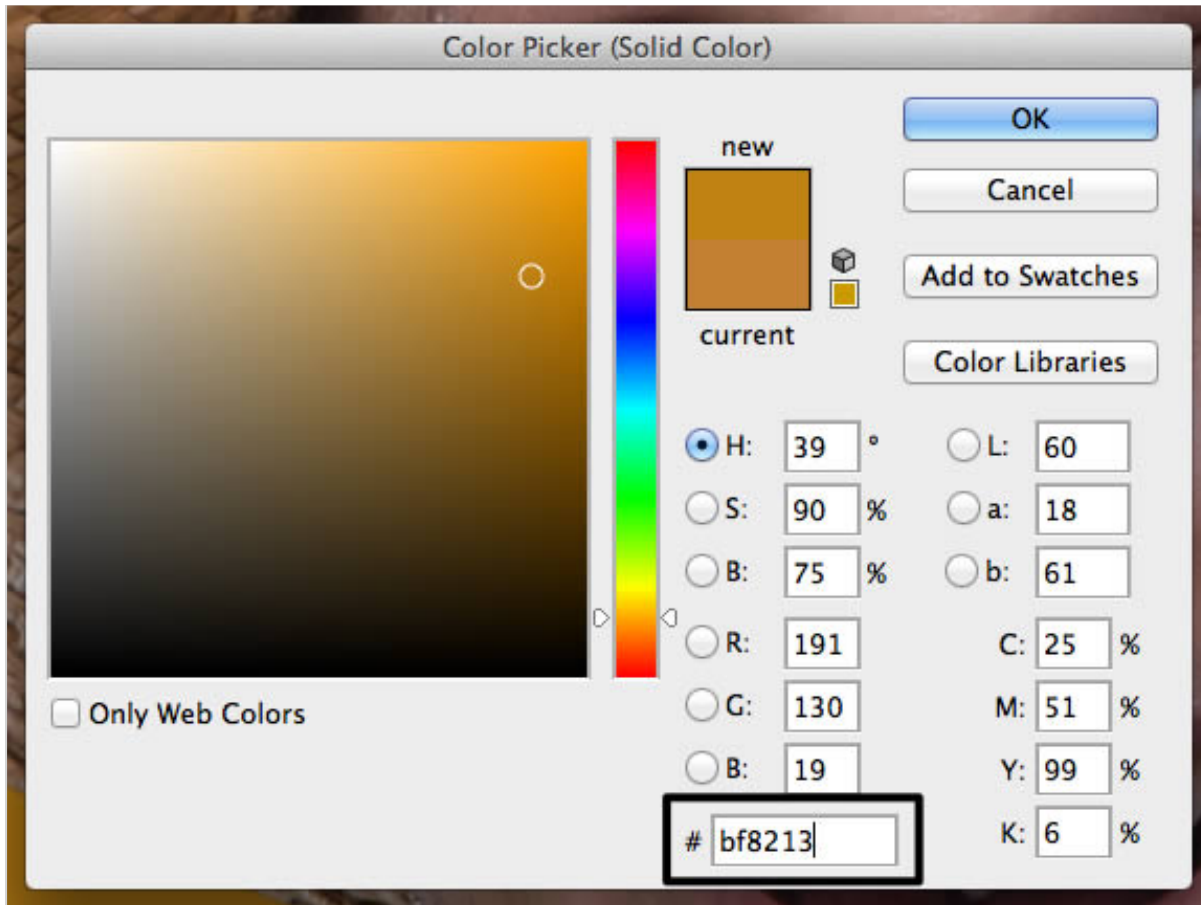 Color Picker (Solid Color)
new
current
OK
Cancel
Add to Swatches
Color Libraries
H: 39 °
S: 90 %
B: 75 %
R: 191
G: 130
B: 19
# bf8213
L: 60
a: 18
b: 61
C: 25 %
M: 51 %
Y: 99 %
K: 6 %
Only Web Colors